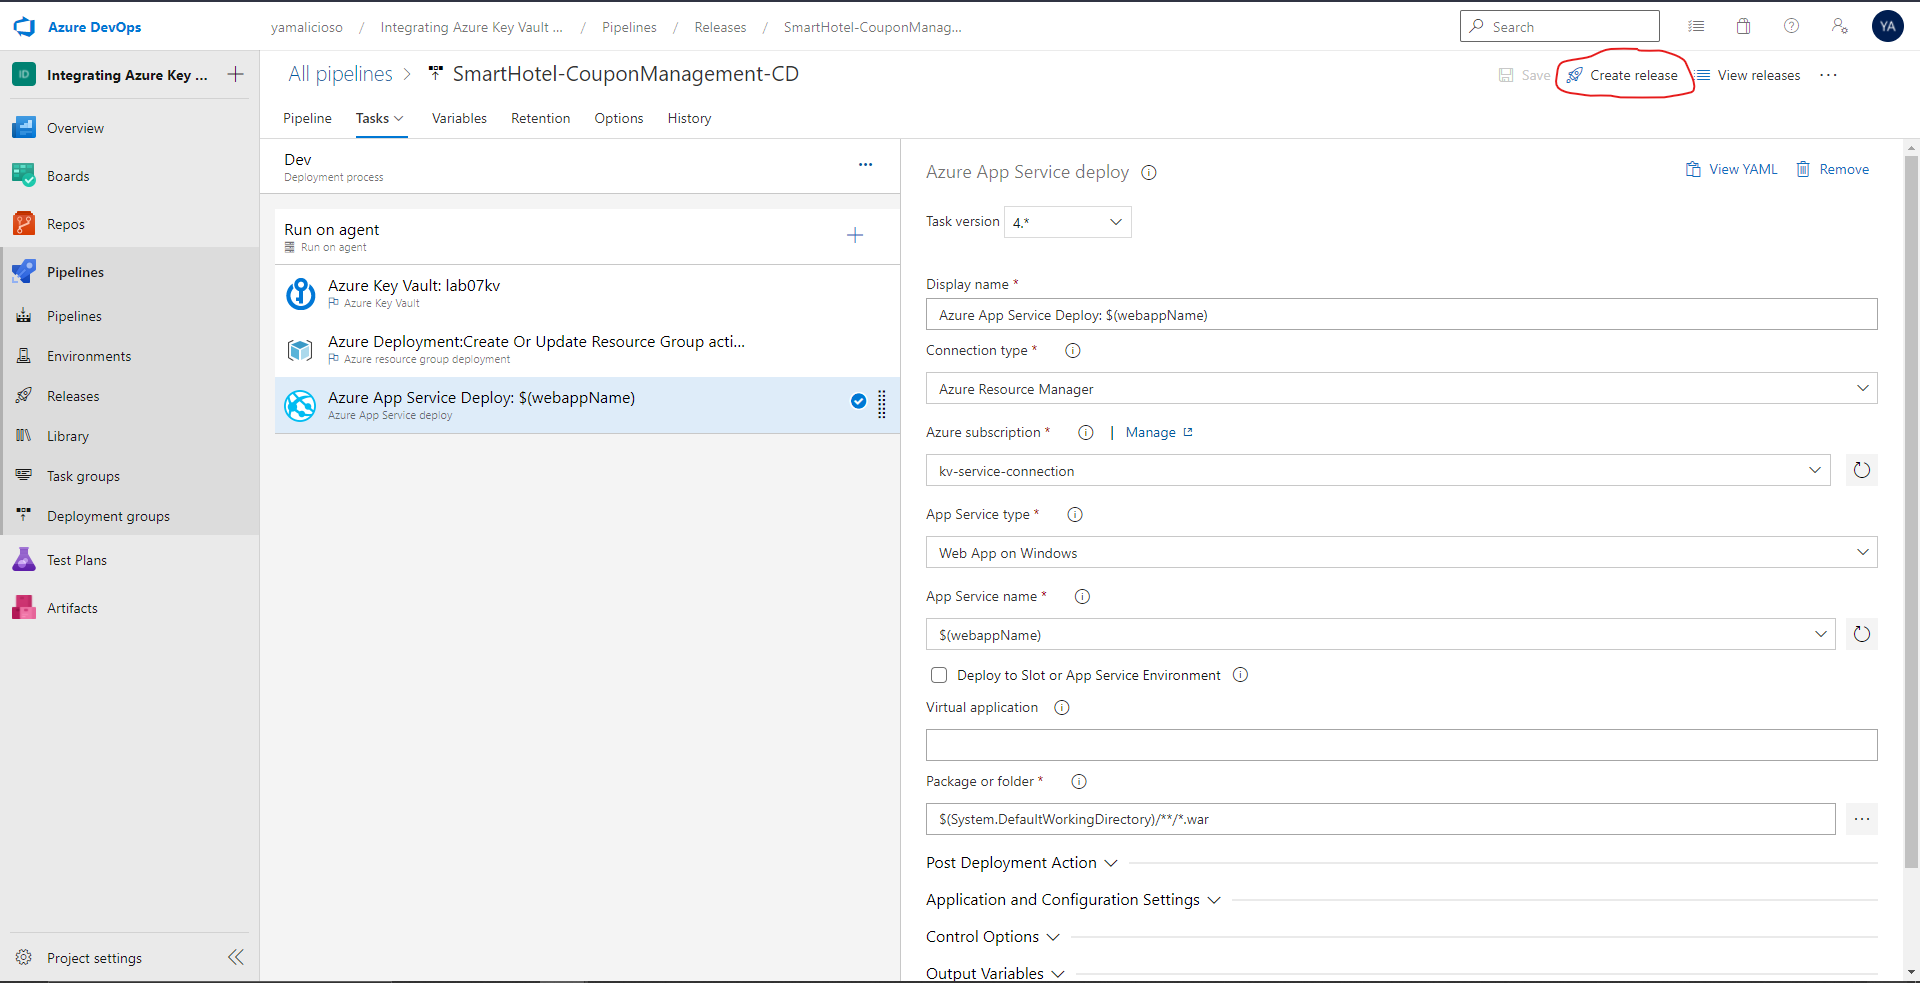 Azure DevOps
yamalicioso / Integrating Azure Key Vault ... / Pipelines / Releases / SmartHotel-CouponManag...
Search
YA
ID
Integrating Azure Key ...
Overview
Boards
Repos
Pipelines
Pipelines
Environments
Releases
Library
Task groups
Deployment groups
Test Plans
Artifacts
Project settings
All pipelines > SmartHotel-CouponManagement-CD
Save
Create release
View releases
Pipeline
Tasks
Variables
Retention
Options
History
Dev
Deployment process
Run on agent
Run on agent
Azure Key Vault: lab07kv
Azure Key Vault
Azure Deployment:Create Or Update Resource Group acti...
Azure resource group deployment
Azure App Service Deploy: $(webappName)
Azure App Service deploy
Azure App Service deploy
View YAML
Remove
Task version 4.*
Display name *
Azure App Service Deploy: $(webappName)
Connection type *
Azure Resource Manager
Azure subscription * | Manage
kv-service-connection
App Service type *
Web App on Windows
App Service name *
$(webappName)
Deploy to Slot or App Service Environment
Virtual application
Package or folder *
$(System.DefaultWorkingDirectory)/**/*.war
Post Deployment Action
Application and Configuration Settings
Control Options
Output Variables